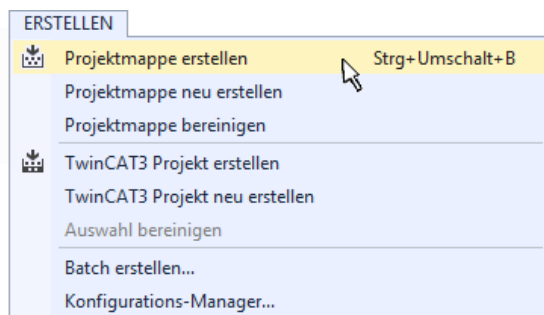 ERSTELLEN
Projektmappe erstellen Strg+Umschalt+B
Projektmappe neu erstellen
Projektmappe bereinigen
TwinCAT3 Projekt erstellen
TwinCAT3 Projekt neu erstellen
Auswahl bereinigen
Batch erstellen...
Konfigurations-Manager...